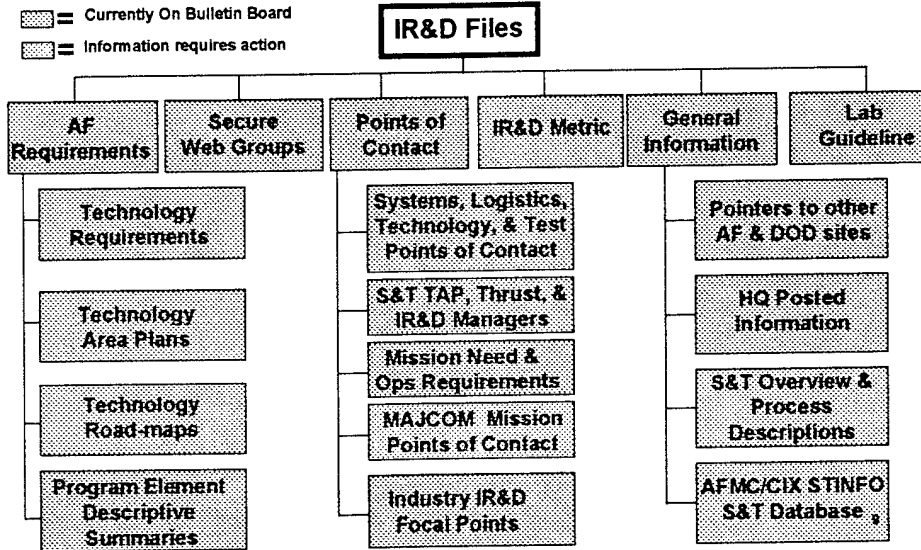 = Currently On Bulletin Board
= Information requires action
IR&D Files
AF
Requirements
Secure
Web Groups
Points of
Contact
IR&D Metric
General
Information
Lab
Guideline
Technology
Requirements
Technology
Area Plans
Technology
Road-maps
Program Element
Descriptive
Summaries
Systems, Logistics,
Technology, & Test
Points of Contact
S&T TAP, Thrust, &
IR&D Managers
Mission Need &
Ops Requirements
MAJCOM Mission
Points of Contact
Industry IR&D
Focal Points
Pointers to other
AF & DOD sites
HQ Posted
Information
S&T Overview &
Process
Descriptions
AFMC/CIX STINFO
S&T Database
9